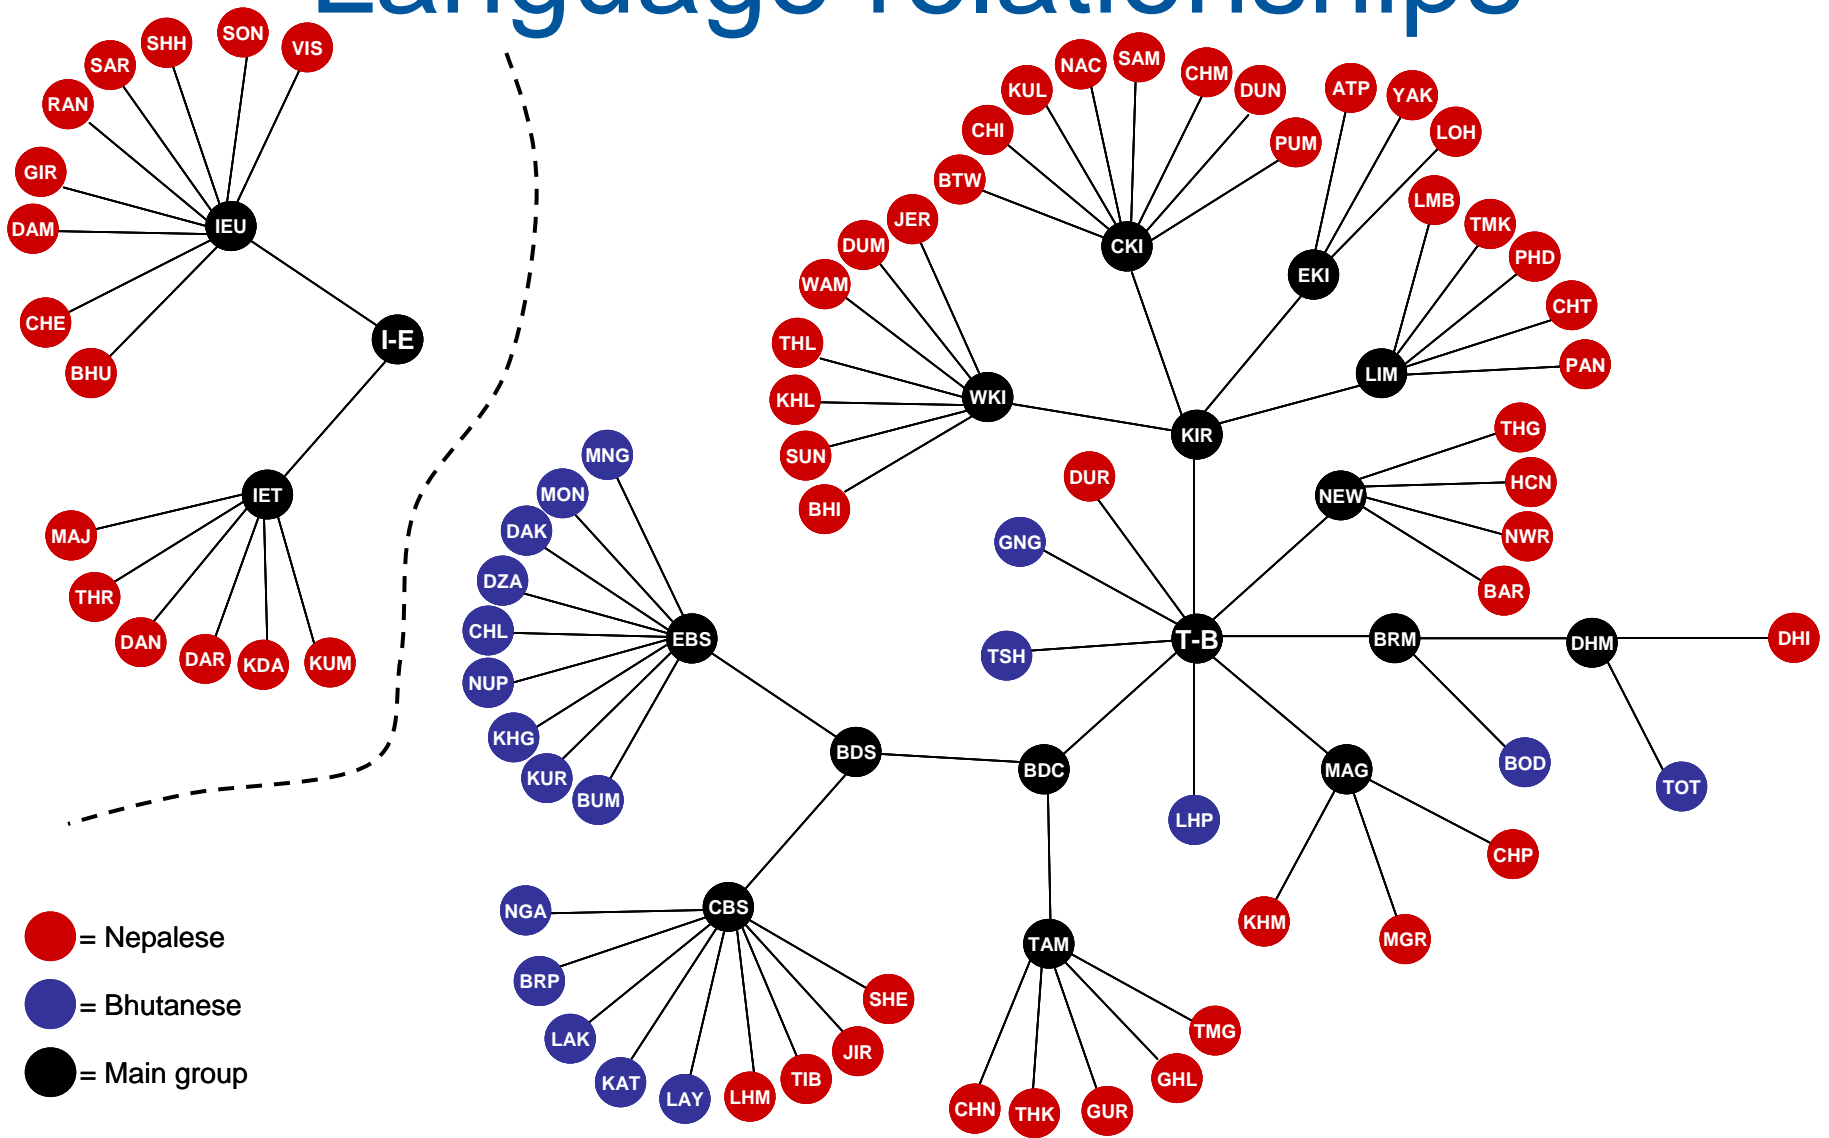 Language relationships
SHH
SON
VIS
SAR
RAN
GIR
DAM
CHE
BHU
IEU
I-E
IET
MAJ
THR
DAN
DAR
KDA
KUM
NAC
SAM
CHM
DUN
KUL
CHI
BTW
PUM
CKI
ATP
YAK
LOH
EKI
LMB
TMK
PHD
CHT
PAN
LIM
JER
DUM
WAM
THL
KHL
SUN
BHI
WKI
KIR
THG
HCN
NWR
BAR
NEW
DUR
GNG
TSH
T-B
LHP
BRM
DHM
DHI
BOD
TOT
MAG
CHP
KHM
MGR
MNG
MON
DAK
DZA
CHL
NUP
KHG
KUR
BUM
EBS
BDS
BDC
CBS
NGA
BRP
LAK
KAT
LAY
LHM
TIB
JIR
SHE
TAM
CHN
THK
GUR
GHL
TMG
= Nepalese
= Bhutanese
= Main group